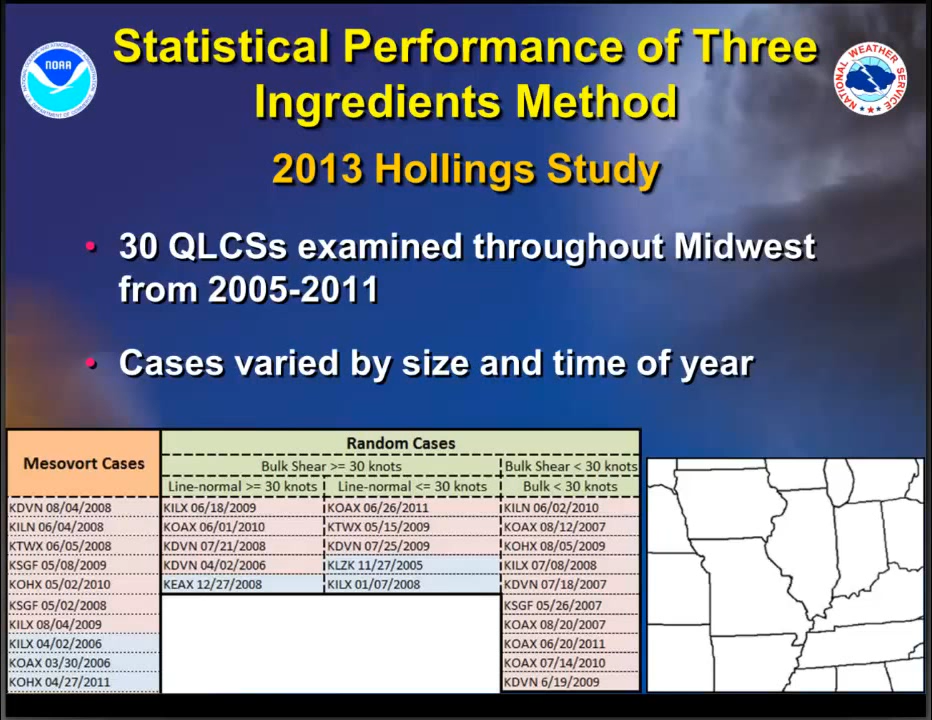 Statistical Performance of Three
Ingredients Method
2013 Hollings Study
NOAA
NATIONAL WEATHER SERVICE
• 30 QLCSs examined throughout Midwest
from 2005-2011
• Cases varied by size and time of year
Mesovort Cases
Random Cases
Bulk Shear >= 30 knots Bulk Shear < 30 knots
Line-normal >= 30 knots Line-normal <= 30 knots Bulk < 30 knots
KDVN 08/04/2008 KILX 06/18/2009 KOAX 06/26/2011 KILN 06/02/2010
KILN 06/04/2008 KOAX 06/01/2010 KTWX 05/15/2009 KOAX 08/12/2007
KTWX 06/05/2008 KDVN 07/21/2008 KDVN 07/25/2009 KOHX 08/05/2009
KSGF 05/08/2009 KDVN 04/02/2006 KLZK 11/27/2005 KILX 07/08/2008
KOHX 05/02/2010 KEAX 12/27/2008 KILX 01/07/2008 KDVN 07/18/2007
KSGF 05/02/2008 KSGF 05/26/2007
KILX 08/04/2009 KOAX 08/20/2007
KILX 04/02/2006 KOAX 06/20/2011
KOAX 03/30/2006 KOAX 07/14/2010
KOHX 04/27/2011 KDVN 6/19/2009